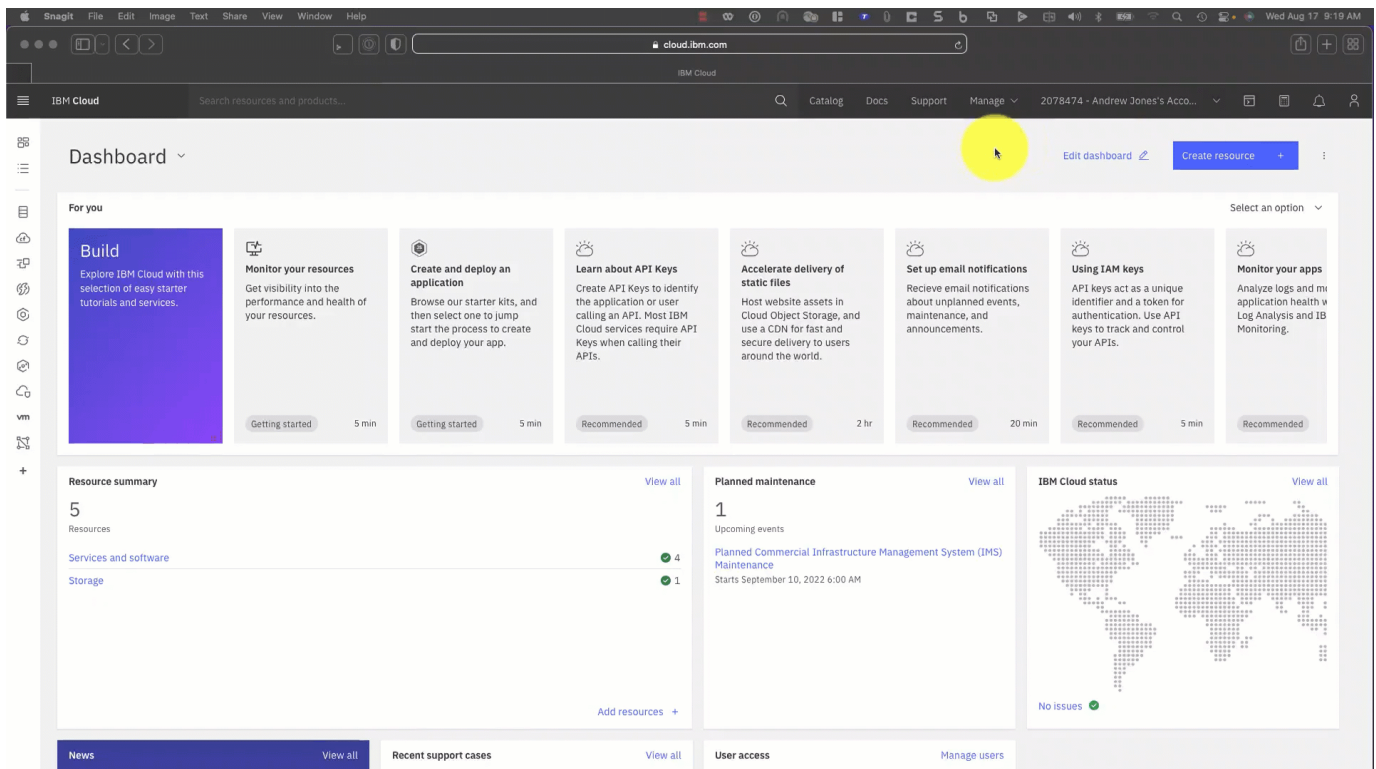 Snagit File Edit Image Text Share View Window Help
Wed Aug 17 9:19 AM
cloud.ibm.com
IBM Cloud
IBM Cloud
Search resources and products...
Catalog Docs Support Manage 2078474 - Andrew Jones's Acco...
Dashboard
Edit dashboard
Create resource +
For you
Select an option
Build
Explore IBM Cloud with this
selection of easy starter
tutorials and services.
Monitor your resources
Get visibility into the
performance and health of
your resources.
Getting started 5 min
Create and deploy an
application
Browse our starter kits, and
then select one to jump
start the process to create
and deploy your app.
Getting started 5 min
Learn about API Keys
Create API Keys to identify
the application or user
calling an API. Most IBM
Cloud services require API
Keys when calling their
APIs.
Recommended 5 min
Accelerate delivery of
static files
Host website assets in
Cloud Object Storage, and
use a CDN for fast and
secure delivery to users
around the world.
Recommended 2 hr
Set up email notifications
Recieve email notifications
about unplanned events,
maintenance, and
announcements.
Recommended 20 min
Using IAM keys
API keys act as a unique
identifier and a token for
authentication. Use API
keys to track and control
your APIs.
Recommended 5 min
Monitor your apps
Analyze logs and mo
application health w
Log Analysis and IB
Monitoring.
Recommended
vm
+
Resource summary View all
5
Resources
Services and software 4
Storage 1
Add resources +
Planned maintenance View all
1
Upcoming events
Planned Commercial Infrastructure Management System (IMS)
Maintenance
Starts September 10, 2022 6:00 AM
IBM Cloud status View all
No issues
News View all
Recent support cases View all
User access Manage users